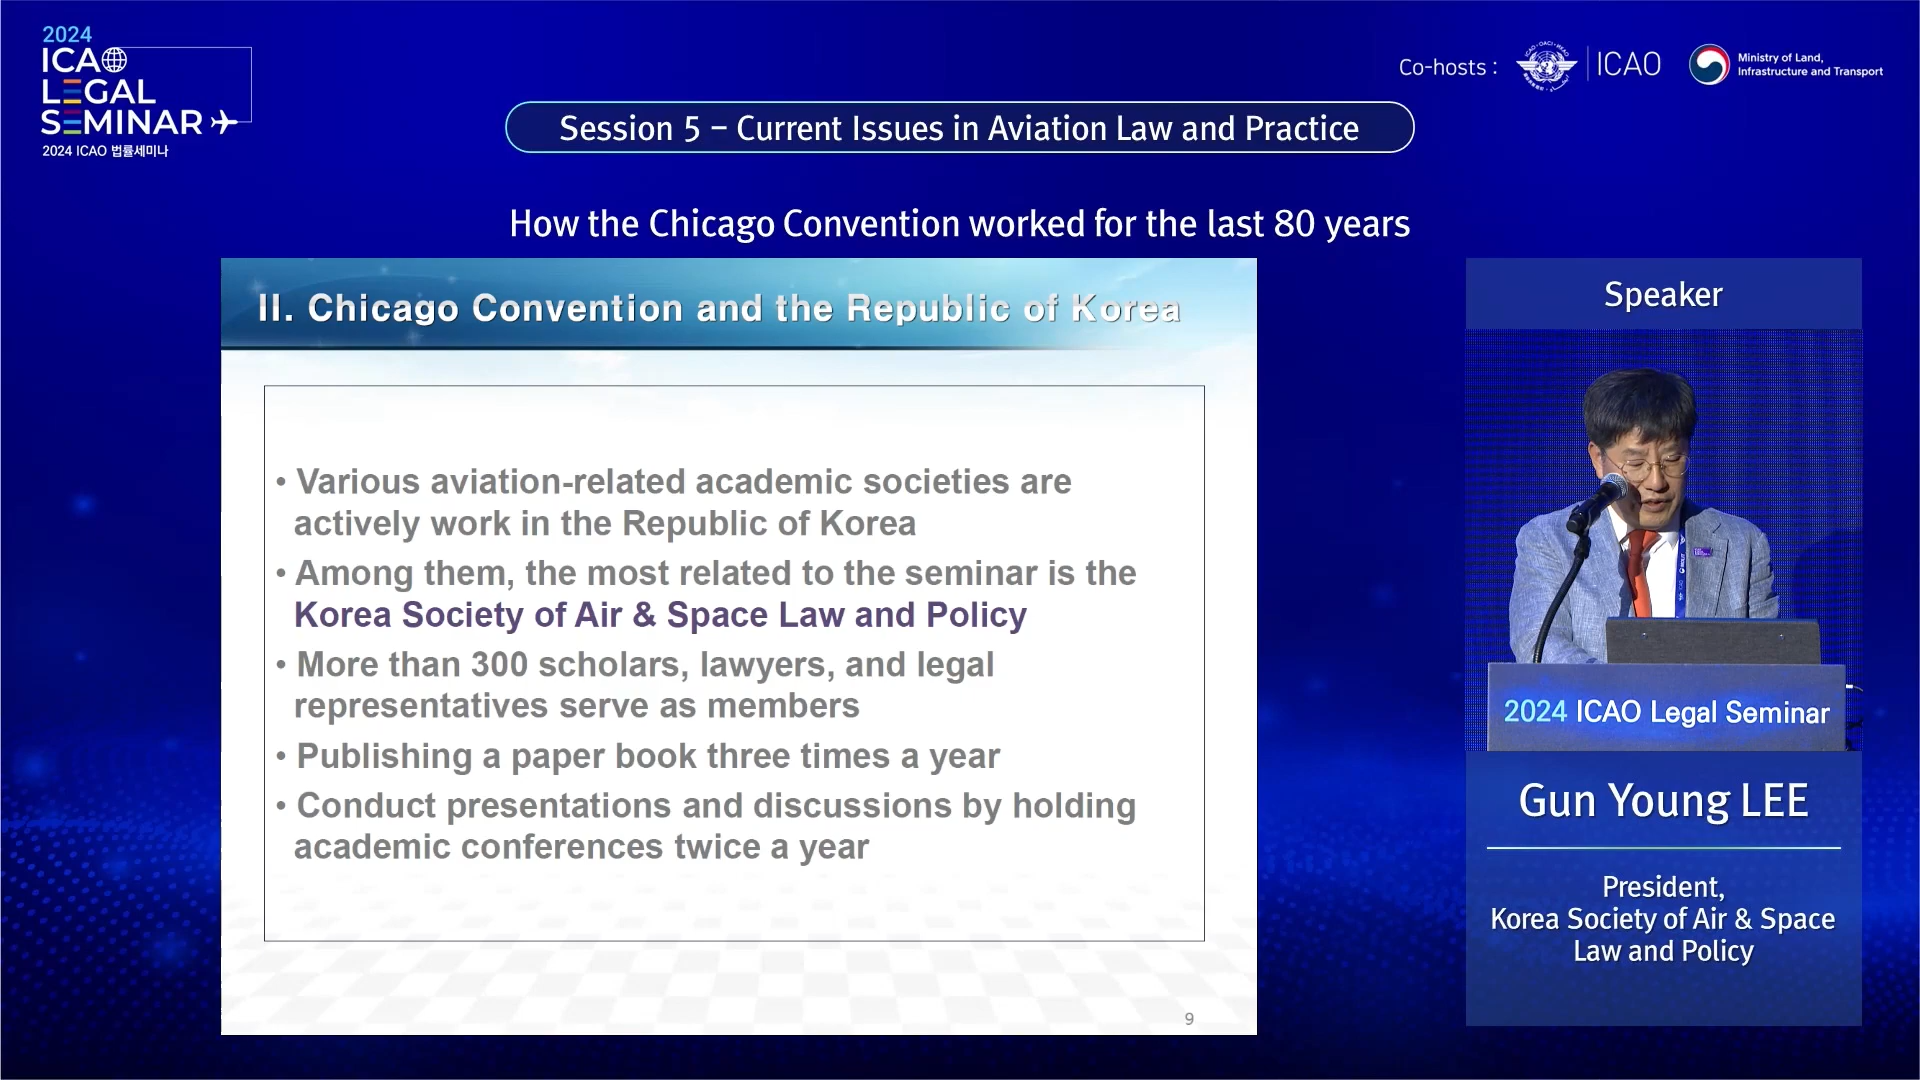 2024
ICAO
LEGAL
SEMINAR
2024 ICAO 법률세미나
Co-hosts :
ICAO
Ministry of Land,
Infrastructure and Transport
Session 5 – Current Issues in Aviation Law and Practice
How the Chicago Convention worked for the last 80 years
II. Chicago Convention and the Republic of Korea
• Various aviation-related academic societies are
actively work in the Republic of Korea
• Among them, the most related to the seminar is the
Korea Society of Air & Space Law and Policy
• More than 300 scholars, lawyers, and legal
representatives serve as members
• Publishing a paper book three times a year
• Conduct presentations and discussions by holding
academic conferences twice a year
9
Speaker
2024 ICAO Legal Seminar
Gun Young LEE
President,
Korea Society of Air & Space
Law and Policy